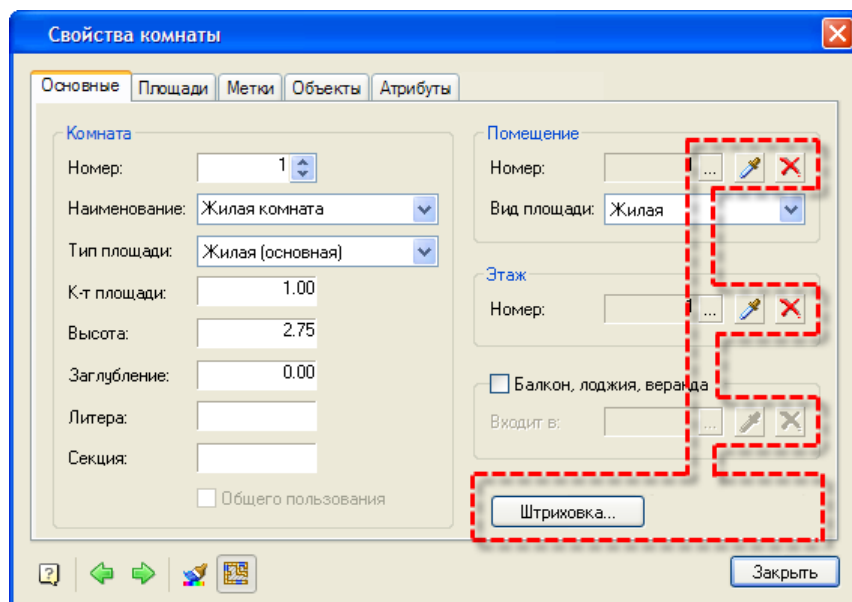 Свойства комнаты
Основные Площади Метки Объекты Атрибуты
Комната
Номер: 1
Наименование: Жилая комната
Тип площади: Жилая (основная)
К-т площади: 1.00
Высота: 2.75
Заглубление: 0.00
Литера:
Секция:
Общего пользования
Помещение
Номер: 1 ...
Вид площади: Жилая
Этаж
Номер: 1 ...
Балкон, лоджия, веранда
Входит в: ...
Штриховка...
? Закрыть